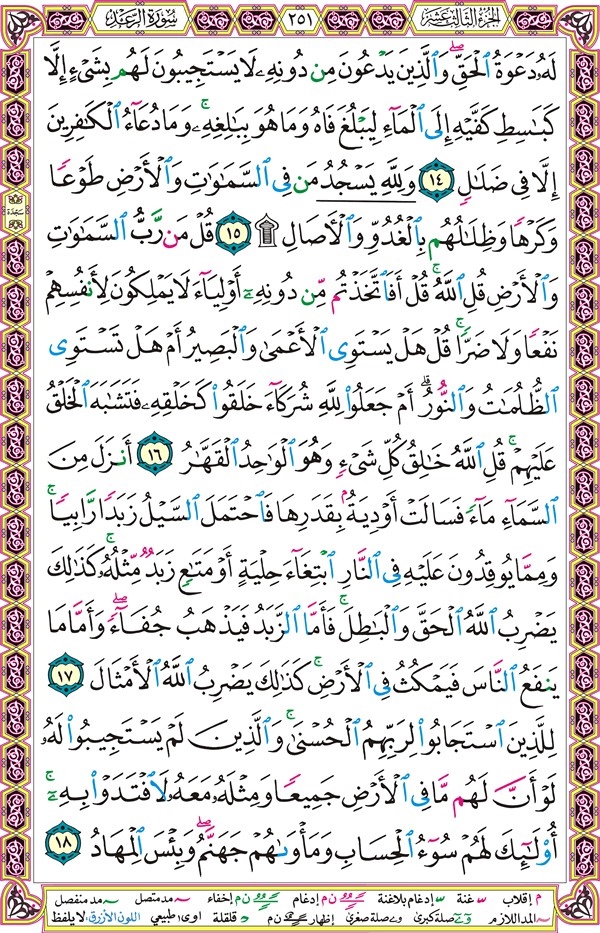 الجزء الثالث عشر ٢٥١ سورة الرعد
لَهُۥ دَعْوَةُ ٱلْحَقِّ ۖ وَٱلَّذِينَ يَدْعُونَ مِن دُونِهِۦ لَا يَسْتَجِيبُونَ لَهُم بِشَىْءٍ إِلَّا
كَبَٰسِطِ كَفَّيْهِ إِلَى ٱلْمَآءِ لِيَبْلُغَ فَاهُ وَمَا هُوَ بِبَٰلِغِهِۦ ۚ وَمَا دُعَآءُ ٱلْكَٰفِرِينَ
إِلَّا فِى ضَلَٰلٍ ١٤ وَلِلَّهِ يَسْجُدُ مَن فِى ٱلسَّمَٰوَٰتِ وَٱلْأَرْضِ طَوْعًا
وَكَرْهًا وَظِلَٰلُهُم بِٱلْغُدُوِّ وَٱلْءَاصَالِ ۩ ١٥ قُلْ مَن رَّبُّ ٱلسَّمَٰوَٰتِ
وَٱلْأَرْضِ قُلِ ٱللَّهُ ۚ قُلْ أَفَٱتَّخَذْتُم مِّن دُونِهِۦٓ أَوْلِيَآءَ لَا يَمْلِكُونَ لِأَنفُسِهِمْ
نَفْعًا وَلَا ضَرًّا ۚ قُلْ هَلْ يَسْتَوِى ٱلْأَعْمَىٰ وَٱلْبَصِيرُ أَمْ هَلْ تَسْتَوِى
ٱلظُّلُمَٰتُ وَٱلنُّورُ ۗ أَمْ جَعَلُوا۟ لِلَّهِ شُرَكَآءَ خَلَقُوا۟ كَخَلْقِهِۦ فَتَشَٰبَهَ ٱلْخَلْقُ
عَلَيْهِمْ ۚ قُلِ ٱللَّهُ خَٰلِقُ كُلِّ شَىْءٍ وَهُوَ ٱلْوَٰحِدُ ٱلْقَهَّٰرُ ١٦ أَنزَلَ مِنَ
ٱلسَّمَآءِ مَآءً فَسَالَتْ أَوْدِيَةٌۢ بِقَدَرِهَا فَٱحْتَمَلَ ٱلسَّيْلُ زَبَدًا رَّابِيًا ۚ
وَمِمَّا يُوقِدُونَ عَلَيْهِ فِى ٱلنَّارِ ٱبْتِغَآءَ حِلْيَةٍ أَوْ مَتَٰعٍ زَبَدٌ مِّثْلُهُۥ ۚ كَذَٰلِكَ
يَضْرِبُ ٱللَّهُ ٱلْحَقَّ وَٱلْبَٰطِلَ ۚ فَأَمَّا ٱلزَّبَدُ فَيَذْهَبُ جُفَآءً ۖ وَأَمَّا مَا
يَنفَعُ ٱلنَّاسَ فَيَمْكُثُ فِى ٱلْأَرْضِ ۚ كَذَٰلِكَ يَضْرِبُ ٱللَّهُ ٱلْأَمْثَالَ ١٧
لِلَّذِينَ ٱسْتَجَابُوا۟ لِرَبِّهِمُ ٱلْحُسْنَىٰ ۚ وَٱلَّذِينَ لَمْ يَسْتَجِيبُوا۟ لَهُۥ
لَوْ أَنَّ لَهُم مَّا فِى ٱلْأَرْضِ جَمِيعًا وَمِثْلَهُۥ مَعَهُۥ لَٱفْتَدَوْا۟ بِهِۦٓ ۚ
أُو۟لَٰٓئِكَ لَهُمْ سُوٓءُ ٱلْحِسَابِ وَمَأْوَىٰهُمْ جَهَنَّمُ ۖ وَبِئْسَ ٱلْمِهَادُ ١٨
سجدة
م إقلاب غنة إدغام بلاغنة ن م إدغام ن م إخفاء مد متصل مد منفصل
المد اللازم صلة كبرى صلة صغرى إظهار ن م قلقلة اوى طبيعي اللون الأزرق لا يلفظ